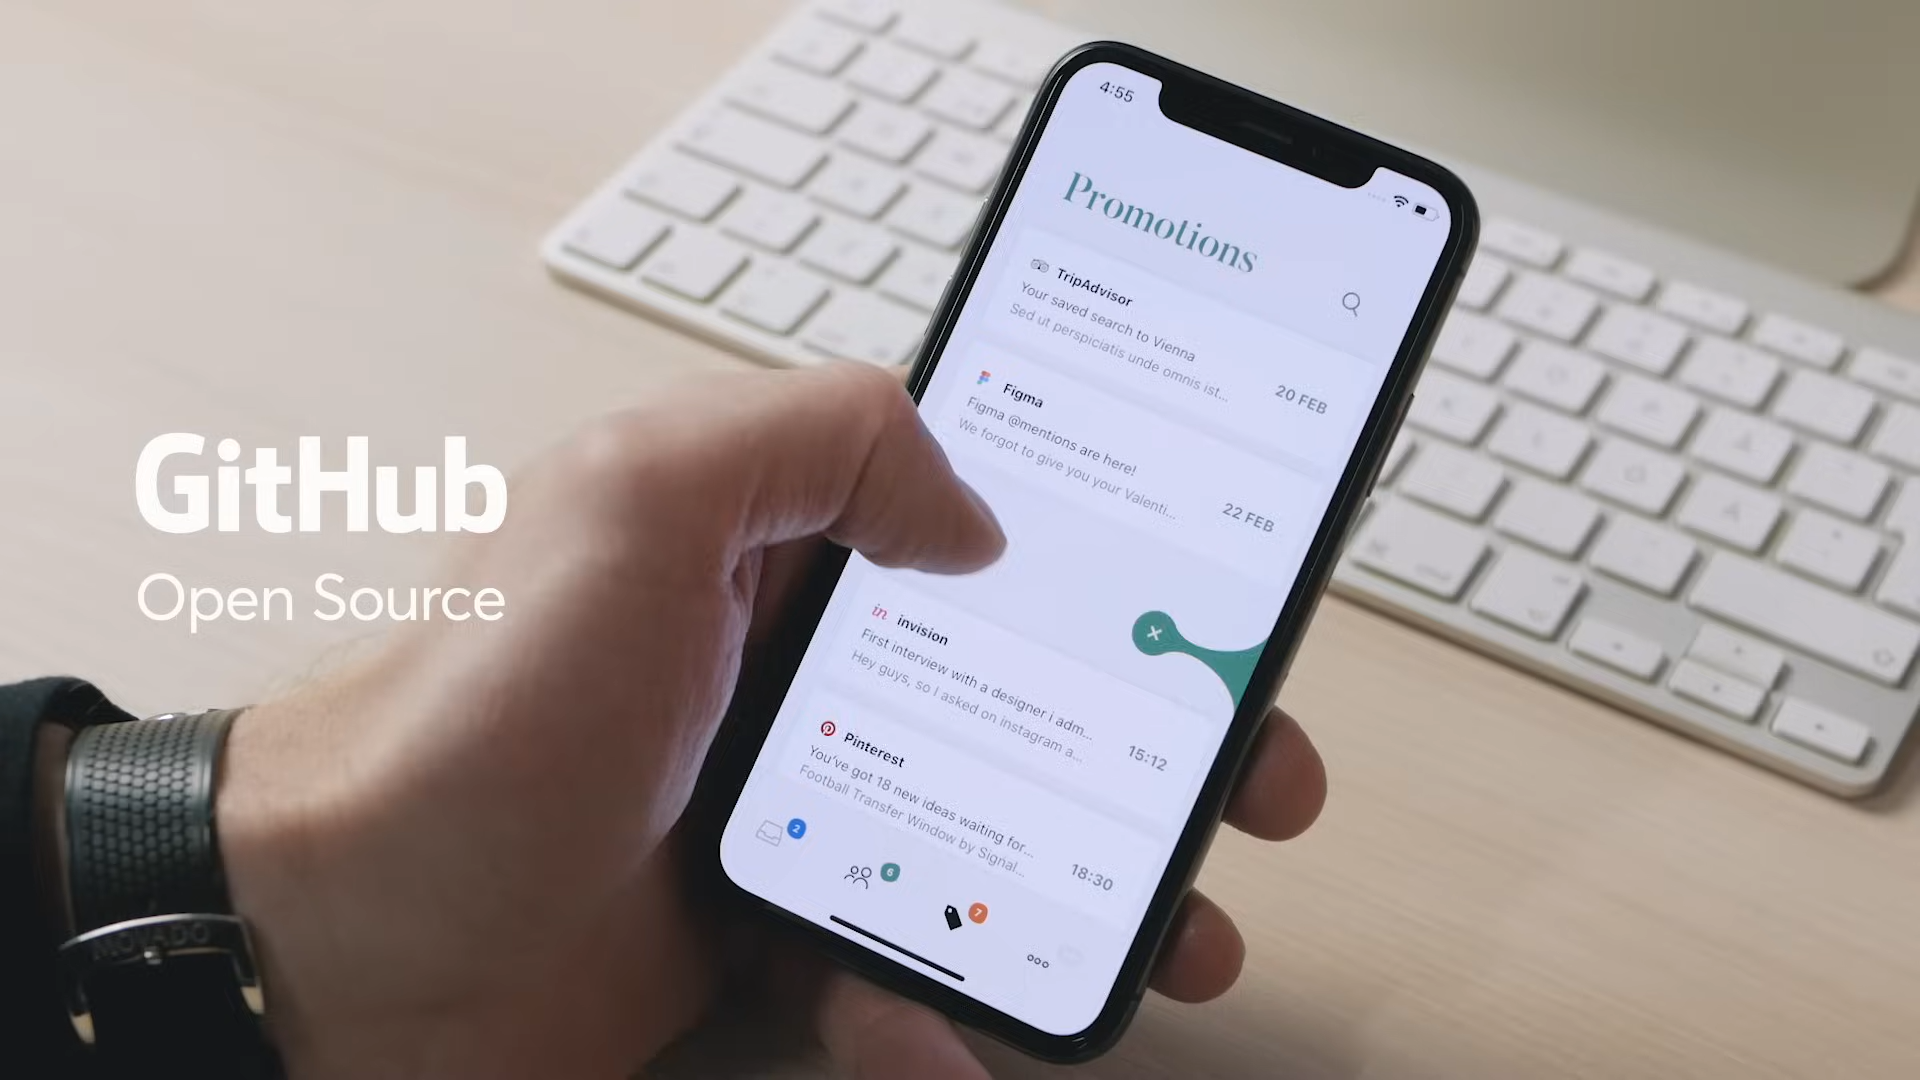 GitHub
Open Source
4:55
Promotions
TripAdvisor
Your saved search to Vienna
Sed ut perspiciatis unde omnis ist...
20 FEB
Figma
Figma @mentions are here!
We forgot to give you your Valenti...
22 FEB
in invision
First interview with a designer i adm...
Hey guys, so I asked on instagram a...
15:12
Pinterest
You've got 18 new ideas waiting for...
Football Transfer Window by Signal...
18:30
2
6
7
MOVADO